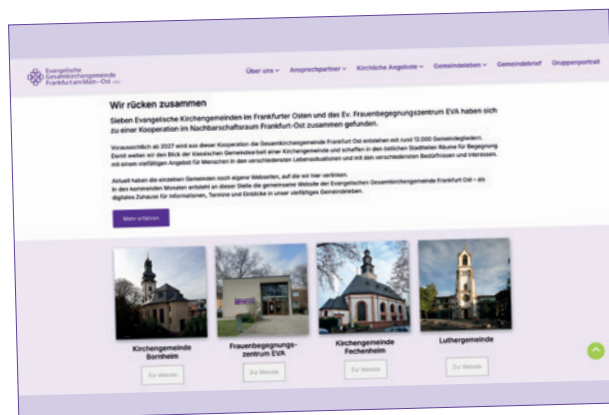 Evangelische
Gesamtkirchengemeinde
Frankfurt am Main - Ost
Über uns
Ansprechpartner
Kirchliche Angebote
Gemeindeleben
Gemeindebrief
Gruppenportrait
Wir rücken zusammen
Sieben Evangelische Kirchengemeinden im Frankfurter Osten und das Ev. Frauenbegegnungszentrum EVA haben sich
zu einer Kooperation im Nachbarschaftsraum Frankfurt-Ost zusammen gefunden.
Voraussichtlich ab 2027 wird aus dieser Kooperation die Gesamtkirchengemeinde Frankfurt Ost entstehen mit rund 12.000 Gemeindegliedern.
Damit weiten wir den Blick der klassischen Gemeindearbeit einer Kirchengemeinde und schaffen in den östlichen Stadtteilen Räume für Begegnung
mit einem vielfältigen Angebot für Menschen in den verschiedensten Lebenssituationen und mit den verschiedensten Bedürfnissen und Interessen.
Aktuell haben die einzelnen Gemeinden noch eigene Webseiten, auf die wir hier verlinken.
In den kommenden Monaten entsteht an dieser Stelle die gemeinsame Website der Evangelischen Gesamtkirchengemeinde Frankfurt Ost – als
digitales Zuhause für Informationen, Termine und Einblicke in unser vielfältiges Gemeindeleben.
Mehr erfahren
Kirchengemeinde
Bornheim
Zur Website
Frauenbegegnungs-
zentrum EVA
Zur Website
Kirchengemeinde
Fechenheim
Zur Website
Luthergemeinde
Zur Website